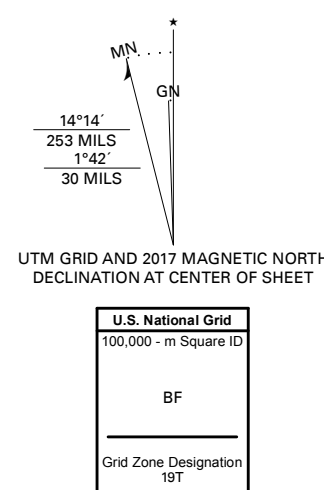 ★
MN
GN
14°14´
253 MILS
1°42´
30 MILS
UTM GRID AND 2017 MAGNETIC NORTH
DECLINATION AT CENTER OF SHEET
U.S. National Grid
100,000 - m Square ID
BF
Grid Zone Designation
19T